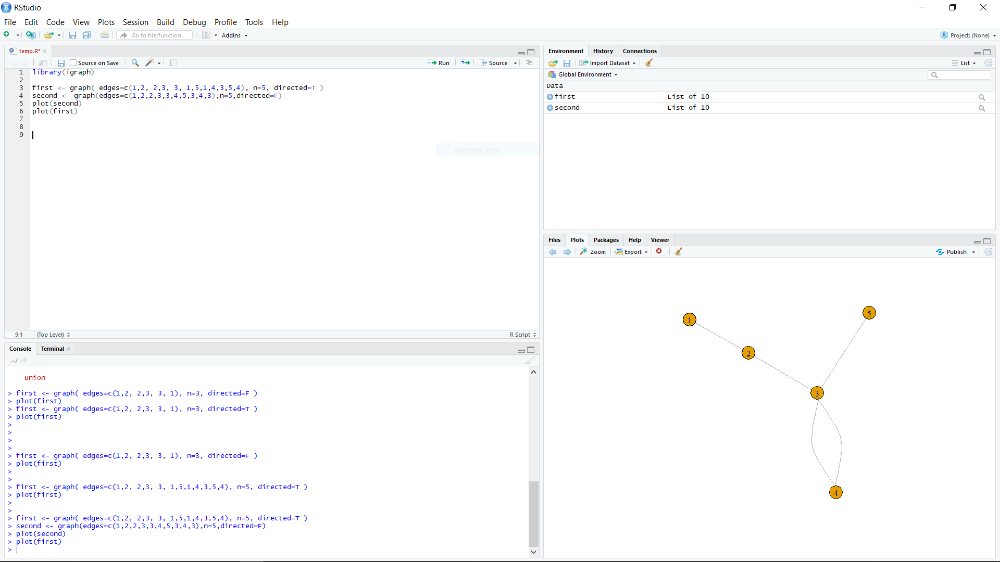 RStudio
File Edit Code View Plots Session Build Debug Profile Tools Help
Go to file/function Addins Project: (None)
temp.R*
Source on Save Run Source
1 library(igraph)
2
3 first <- graph( edges=c(1,2, 2,3, 3, 1,5,1,4,3,5,4), n=5, directed=T )
4 second <- graph(edges=c(1,2,2,3,3,4,5,3,4,3),n=5,directed=F)
5 plot(second)
6 plot(first)
7
8
9
Window Snip
9:1 (Top Level) R Script
Console Terminal
~/
union
> first <- graph( edges=c(1,2, 2,3, 3, 1), n=3, directed=F )
> plot(first)
> first <- graph( edges=c(1,2, 2,3, 3, 1), n=3, directed=T )
> plot(first)
>
>
>
>
> first <- graph( edges=c(1,2, 2,3, 3, 1), n=3, directed=F )
> plot(first)
>
>
> first <- graph( edges=c(1,2, 2,3, 3, 1,5,1,4,3,5,4), n=5, directed=T )
> plot(first)
>
>
> first <- graph( edges=c(1,2, 2,3, 3, 1,5,1,4,3,5,4), n=5, directed=T )
> second <- graph(edges=c(1,2,2,3,3,4,5,3,4,3),n=5,directed=F)
> plot(second)
> plot(first)
>
Environment History Connections
Import Dataset List
Global Environment
Data
first List of 10
second List of 10
Files Plots Packages Help Viewer
Zoom Export Publish
1
5
2
3
4